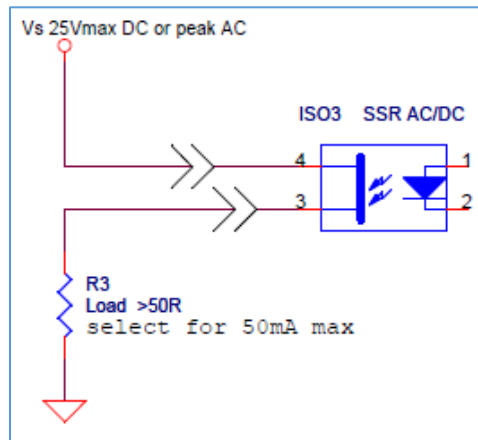 Vs 25Vmax DC or peak AC
ISO3 SSR AC/DC
4
1
3
2
R3
Load >50R
select for 50mA max